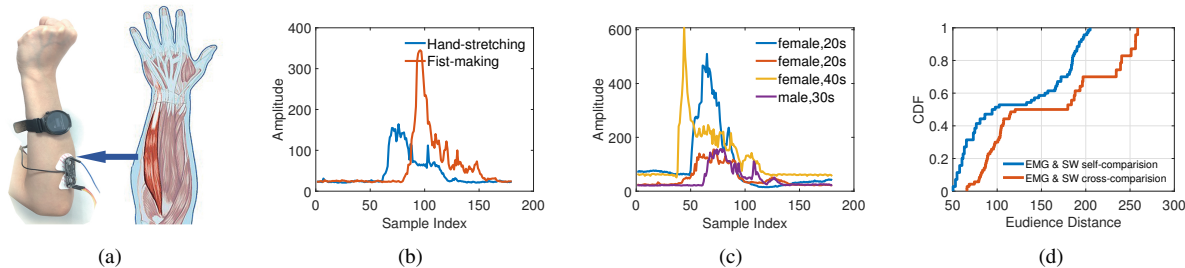 400
300
200
100
0
Amplitude
Hand-stretching
Fist-making
0
50
100
150
200
Sample Index
600
400
200
0
Amplitude
female,20s
female,20s
female,40s
male,30s
0
50
100
150
200
Sample Index
1
0.8
0.6
0.4
0.2
0
CDF
EMG & SW self-comparision
EMG & SW cross-comparision
50
100
150
200
250
300
Eudience Distance
(a)
(b)
(c)
(d)